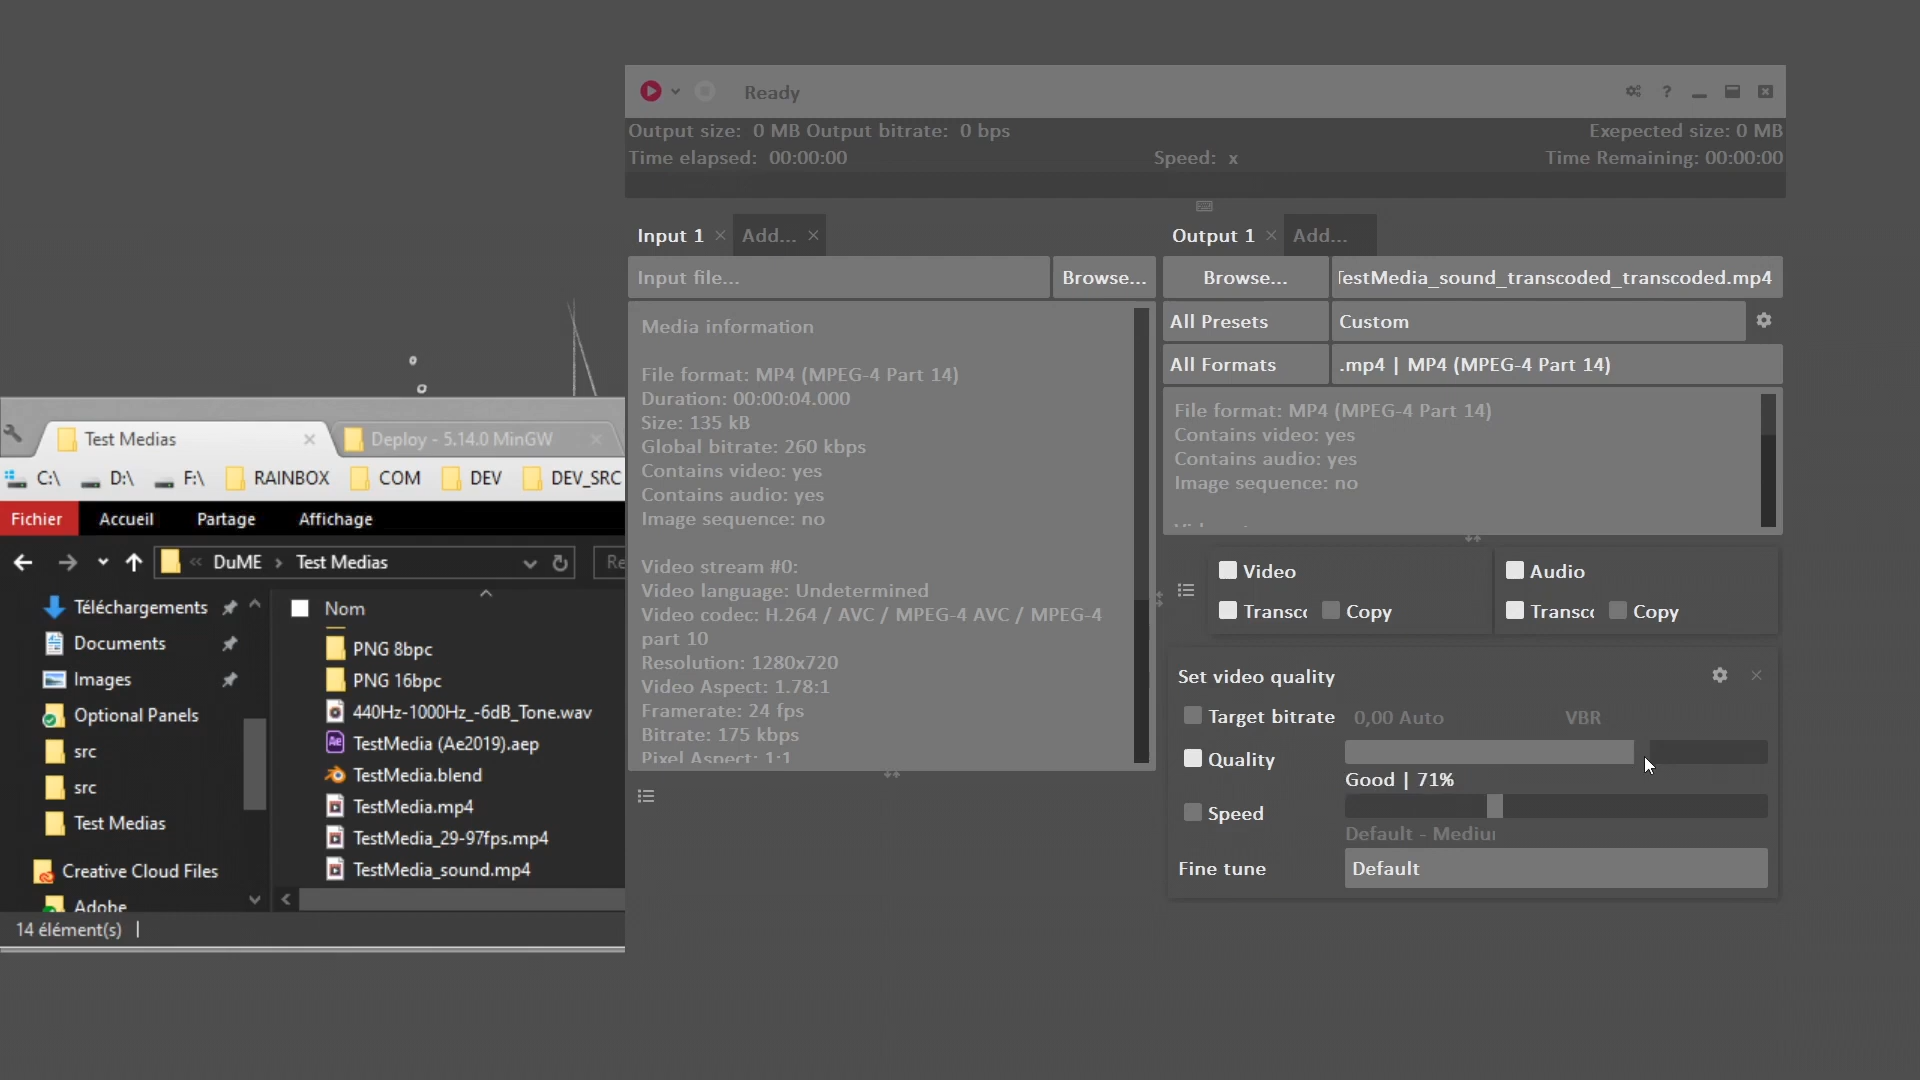 Ready
Output size: 0 MB Output bitrate: 0 bps
Exepected size: 0 MB
Time elapsed: 00:00:00
Speed: x
Time Remaining: 00:00:00
Input 1
Add...
Input file...
Browse...
Media information
File format: MP4 (MPEG-4 Part 14)
Duration: 00:00:04.000
Size: 135 kB
Global bitrate: 260 kbps
Contains video: yes
Contains audio: yes
Image sequence: no
Video stream #0:
Video language: Undetermined
Video codec: H.264 / AVC / MPEG-4 AVC / MPEG-4
part 10
Resolution: 1280x720
Video Aspect: 1.78:1
Framerate: 24 fps
Bitrate: 175 kbps
Pixel Aspect: 1:1
Output 1
Add...
Browse...
TestMedia_sound_transcoded_transcoded.mp4
All Presets
Custom
All Formats
.mp4 | MP4 (MPEG-4 Part 14)
File format: MP4 (MPEG-4 Part 14)
Contains video: yes
Contains audio: yes
Image sequence: no
Video
Transc
Copy
Audio
Transc
Copy
Set video quality
Target bitrate
0,00 Auto
VBR
Quality
Good | 71%
Speed
Default - Mediu
Fine tune
Default
Test Medias
Deploy - 5.14.0 MinGW
C:\
D:\
F:\
RAINBOX
COM
DEV
DEV_SRC
Fichier
Accueil
Partage
Affichage
« DuME > Test Medias
Re
Téléchargements
Documents
Images
Optional Panels
src
src
Test Medias
Creative Cloud Files
Adobe
Nom
PNG 8bpc
PNG 16bpc
440Hz-1000Hz_-6dB_Tone.wav
TestMedia (Ae2019).aep
TestMedia.blend
TestMedia.mp4
TestMedia_29-97fps.mp4
TestMedia_sound.mp4
14 élément(s)